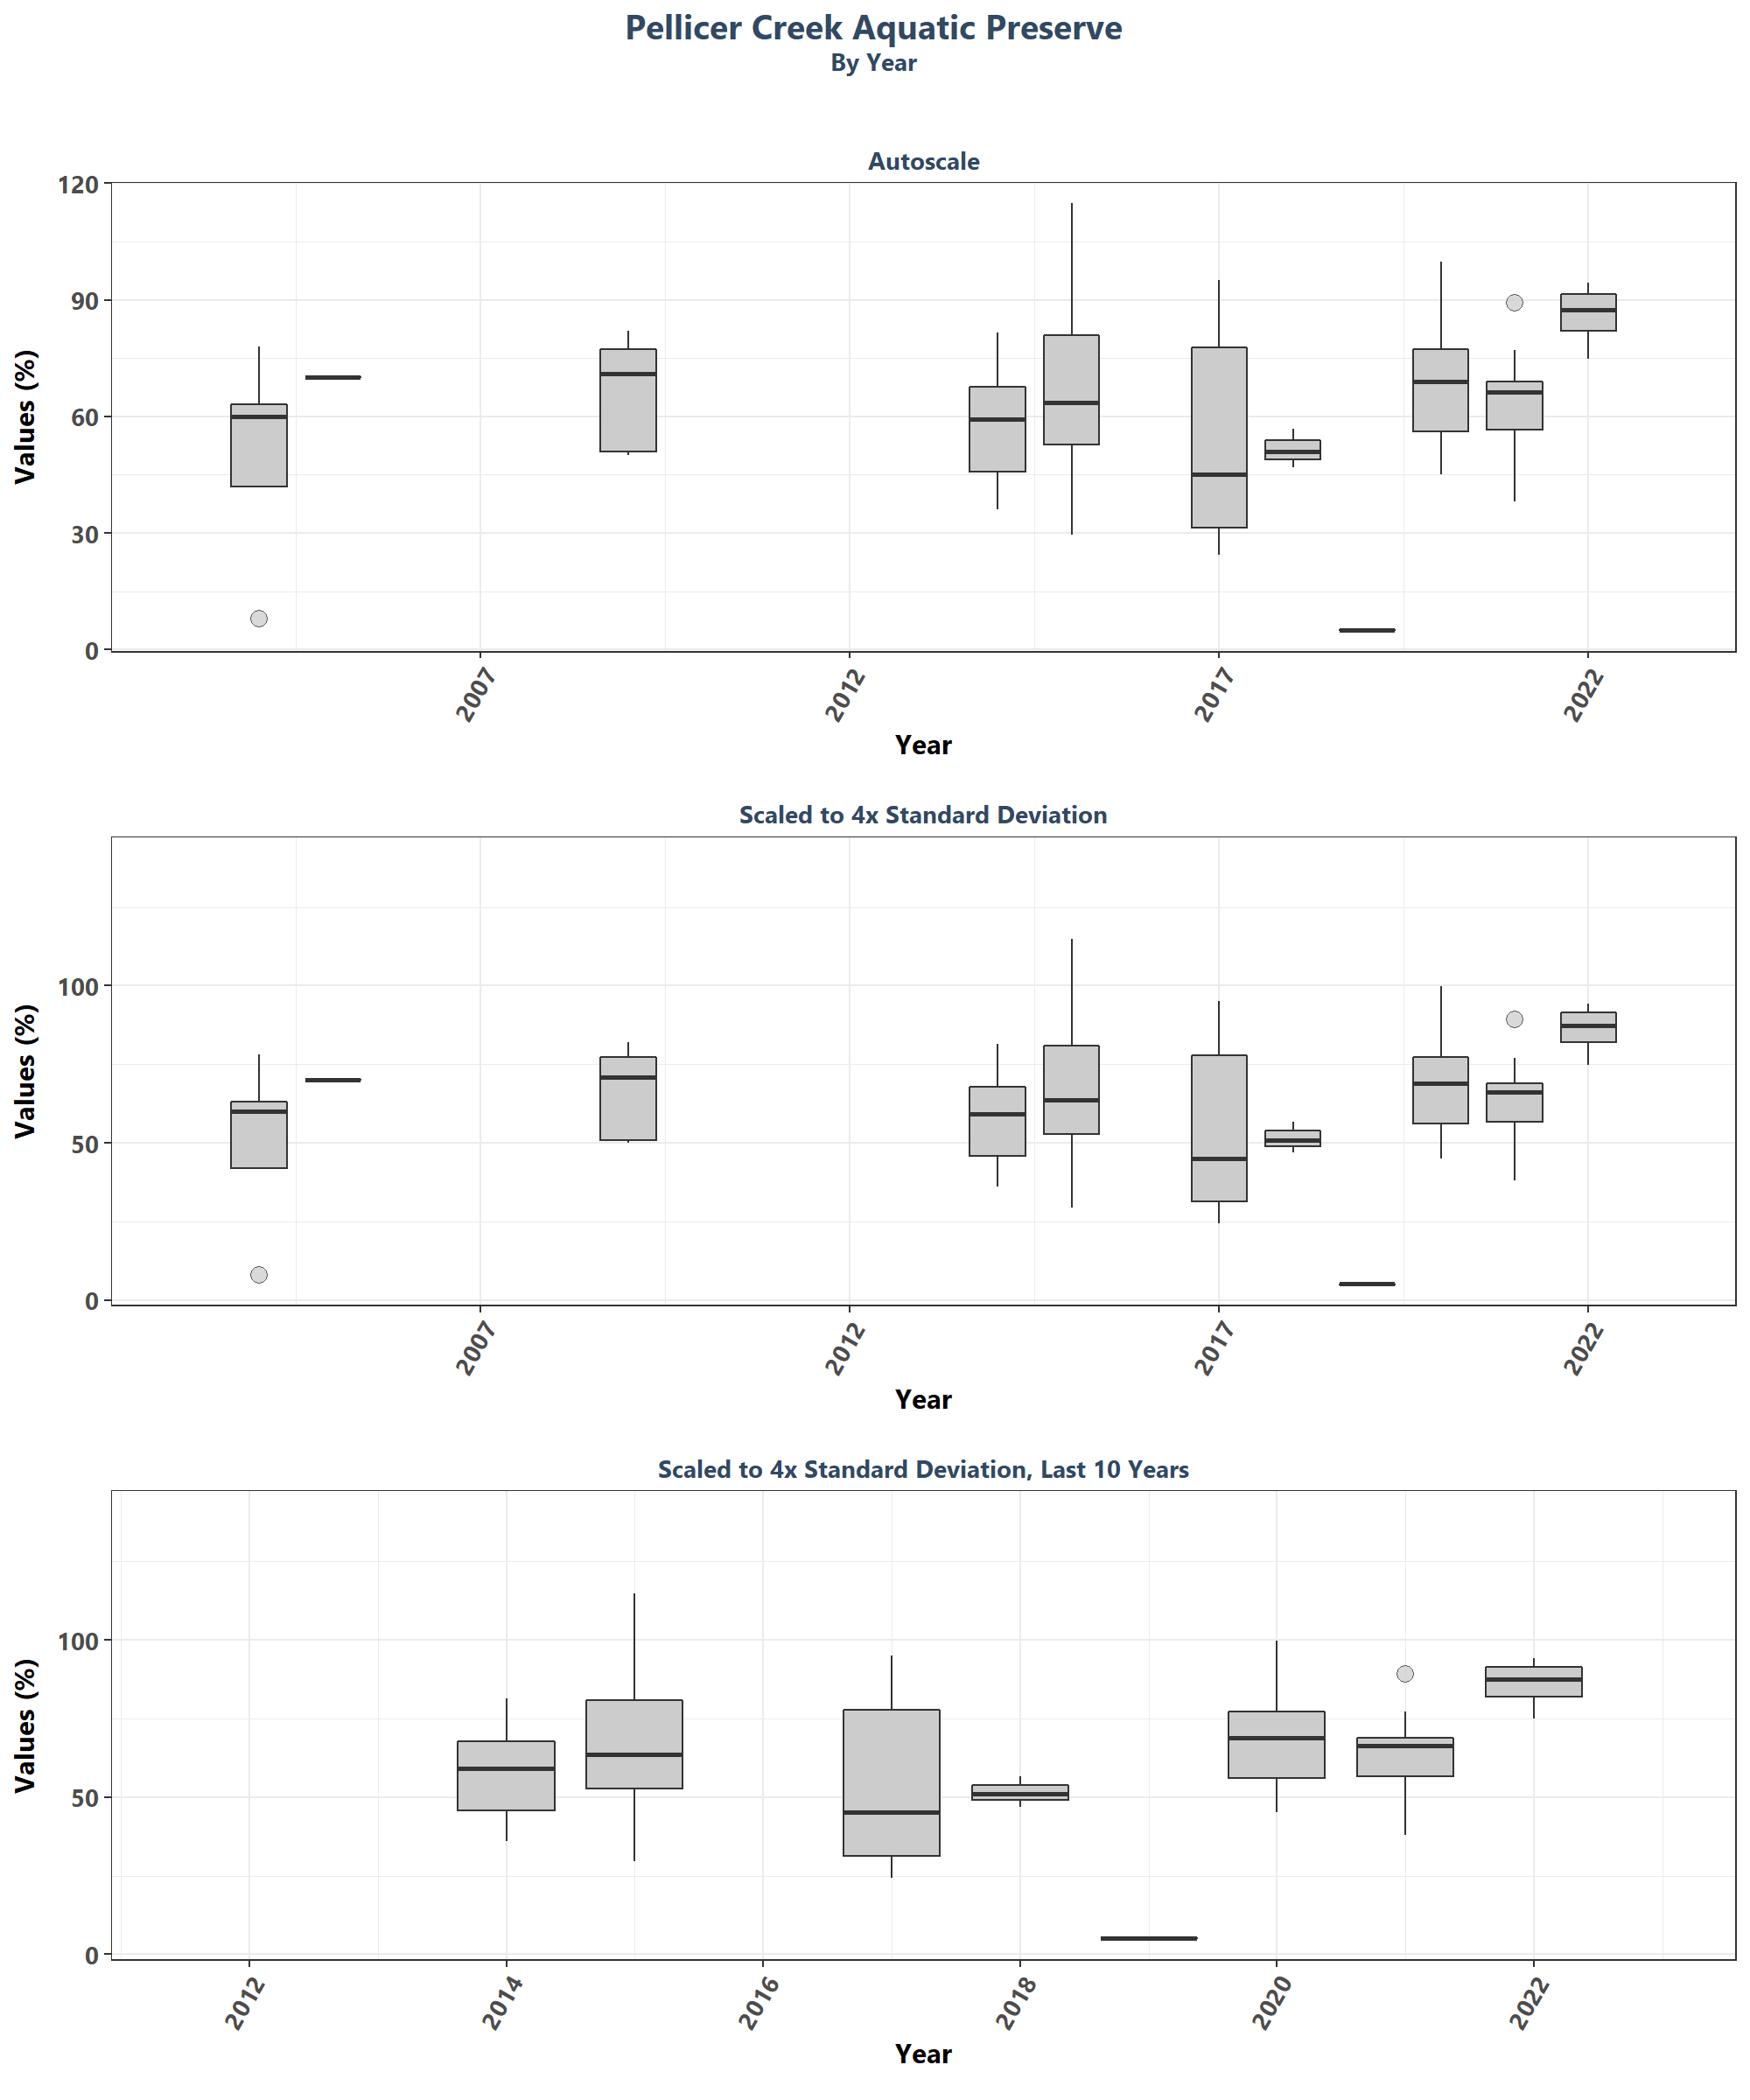 Pellicer Creek Aquatic Preserve
By Year
Autoscale
Values (%)
120
90
60
30
0
2007
2012
2017
2022
Year
Scaled to 4x Standard Deviation
Values (%)
100
50
0
2007
2012
2017
2022
Year
Scaled to 4x Standard Deviation, Last 10 Years
Values (%)
100
50
0
2012
2014
2016
2018
2020
2022
Year